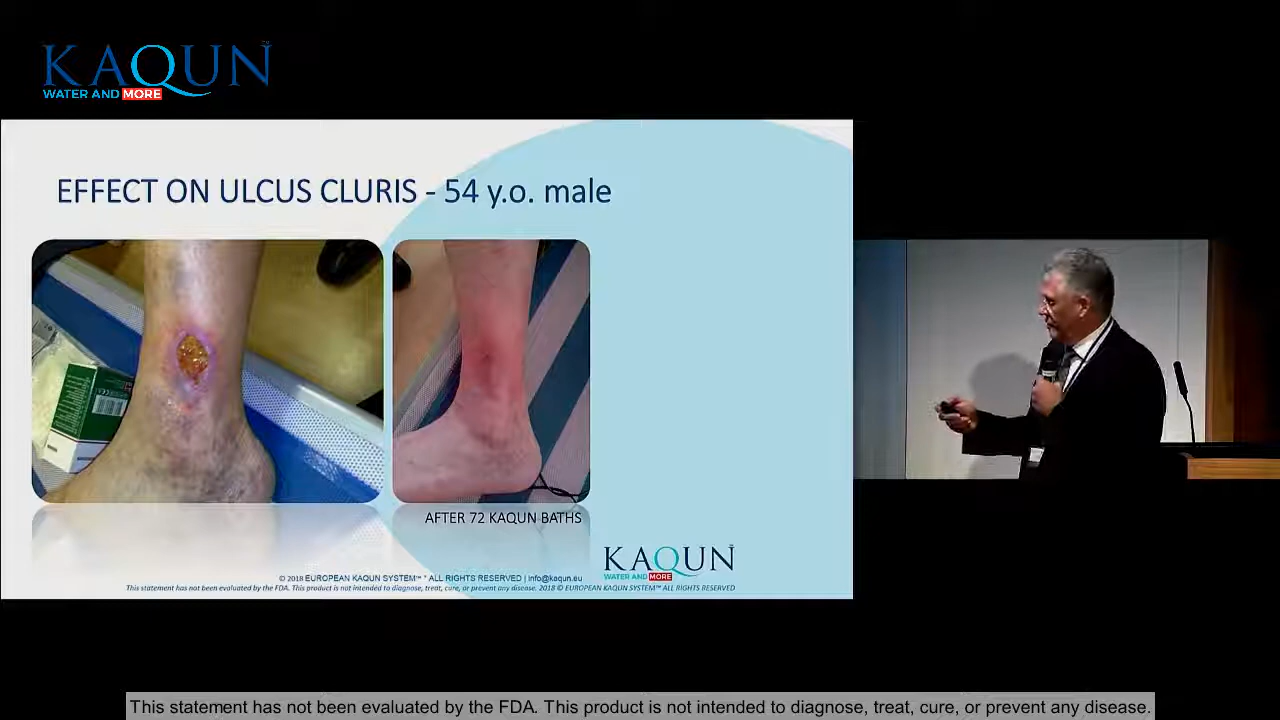 KAQUN™
WATER AND MORE
EFFECT ON ULCUS CLURIS - 54 y.o. male
AFTER 72 KAQUN BATHS
KAQUN
WATER AND MORE
© 2018 EUROPEAN KAQUN SYSTEM™ * ALL RIGHTS RESERVED | info@kaqun.eu
This statement has not been evaluated by the FDA. This product is not intended to diagnose, treat, cure, or prevent any disease. 2018 © EUROPEAN KAQUN SYSTEM™ ALL RIGHTS RESERVED
This statement has not been evaluated by the FDA. This product is not intended to diagnose, treat, cure, or prevent any disease.